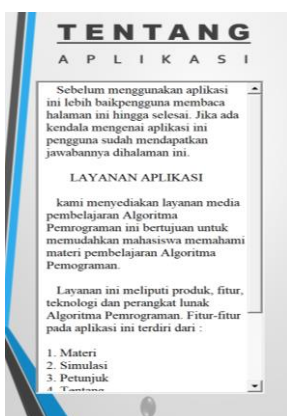 TENTANG
APLIKASI
Sebelum menggunakan aplikasi
ini lebih baikpengguna membaca
halaman ini hingga selesai. Jika ada
kendala mengenai aplikasi ini
pengguna sudah mendapatkan
jawabannya dihalaman ini.
LAYANAN APLIKASI
kami menyediakan layanan media
pembelajaran Algoritma
Pemrograman ini bertujuan untuk
memudahkan mahasiswa memahami
materi pembelajaran Algoritma
Pemograman.
Layanan ini meliputi produk, fitur,
teknologi dan perangkat lunak
Algoritma Pemrograman. Fitur-fitur
pada aplikasi ini terdiri dari :
1. Materi
2. Simulasi
3. Petunjuk
4. Tentang